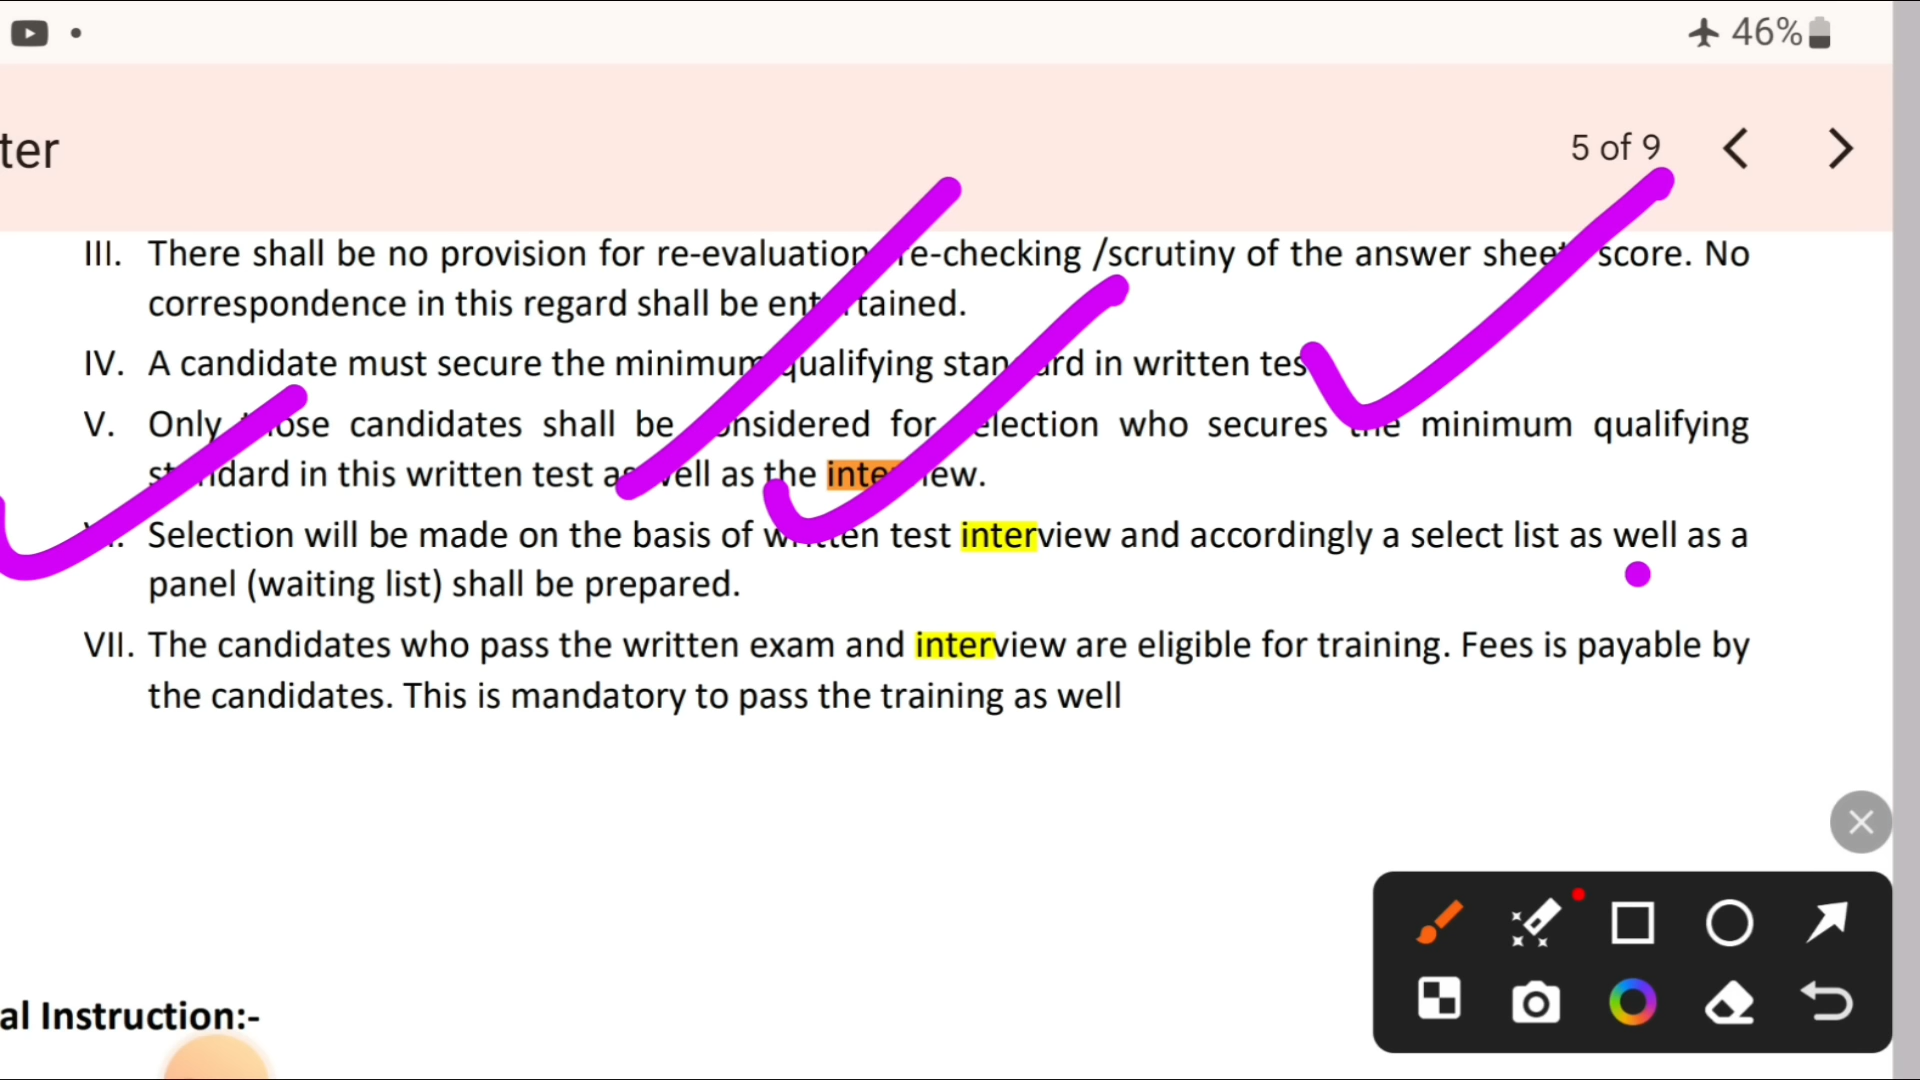 46%
ter
5 of 9
III. There shall be no provision for re-evaluation re-checking /scrutiny of the answer sheet score. No
correspondence in this regard shall be entertained.
IV. A candidate must secure the minimum qualifying standard in written test
V. Only those candidates shall be considered for selection who secures the minimum qualifying
standard in this written test as well as the interview.
Selection will be made on the basis of written test interview and accordingly a select list as well as a
panel (waiting list) shall be prepared.
VII. The candidates who pass the written exam and interview are eligible for training. Fees is payable by
the candidates. This is mandatory to pass the training as well
al Instruction:-